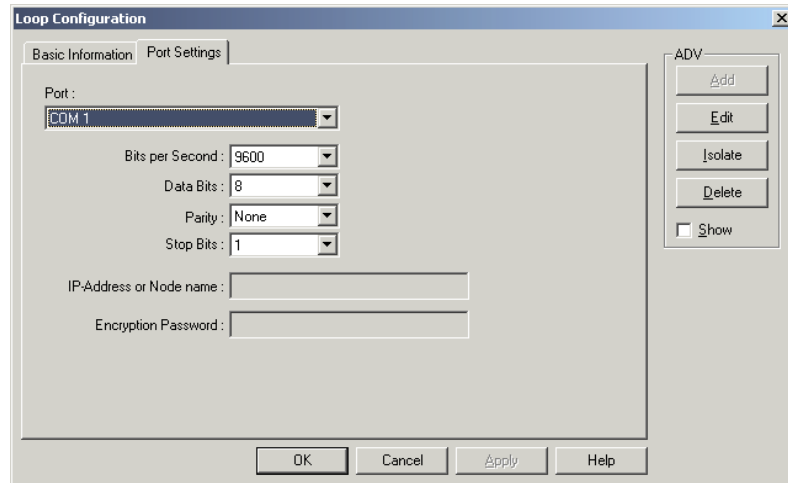 Loop Configuration
Basic Information Port Settings
Port :
COM 1
Bits per Second : 9600
Data Bits : 8
Parity : None
Stop Bits : 1
IP-Address or Node name :
Encryption Password :
ADV
Add
Edit
Isolate
Delete
Show
OK Cancel Apply Help